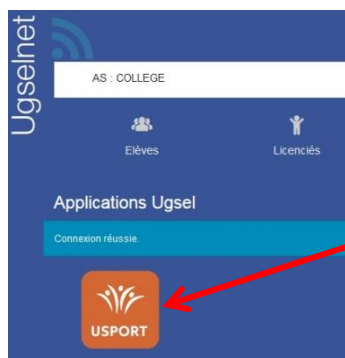 Ugselnet
AS : COLLEGE
Elèves
Licenciés
Applications Ugsel
Connexion réussie.
USPORT